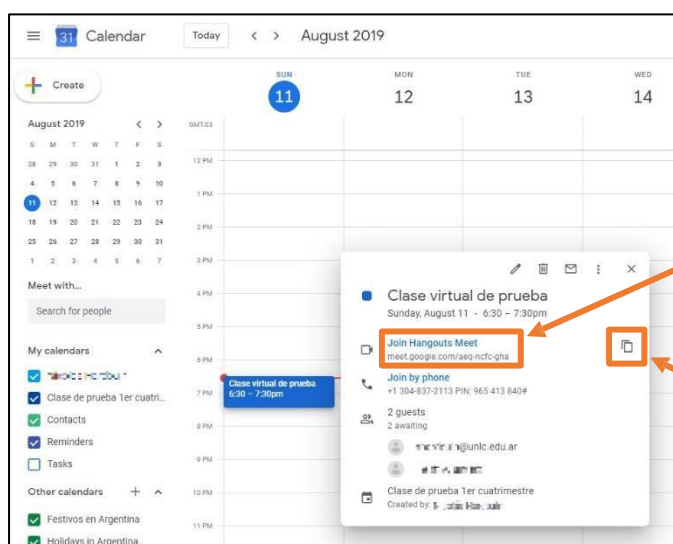 31 Calendar Today < > August 2019
Create
SUN MON TUE WED
11 12 13 14
August 2019 < >
GMT-03
S M T W T F S
28 29 30 31 1 2 3
4 5 6 7 8 9 10
11 12 13 14 15 16 17
18 19 20 21 22 23 24
25 26 27 28 29 30 31
1 2 3 4 5 6 7
12 PM
1 PM
2 PM
3 PM
4 PM
5 PM
6 PM
7 PM
8 PM
9 PM
10 PM
11 PM
Meet with...
Search for people
My calendars
Clase de prueba 1er cuatri...
Contacts
Reminders
Tasks
Other calendars
Festivos en Argentina
Holidays in Argentina
Clase virtual de prueba
6:30 – 7:30pm
Clase virtual de prueba
Sunday, August 11 • 6:30 – 7:30pm
Join Hangouts Meet
meet.google.com/aeq-ncfc-gha
Join by phone
+1 304-837-2113 PIN: 965 413 840#
2 guests
2 awaiting
@unlc.edu.ar
Clase de prueba 1er cuatrimestre
Created by: